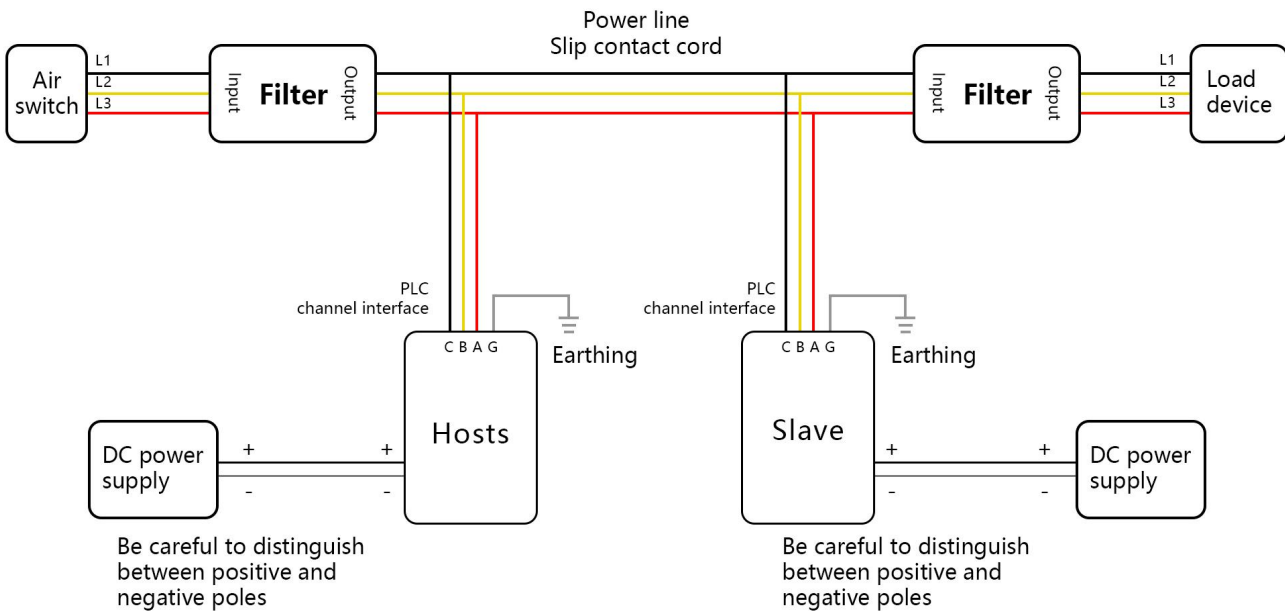 Power line
Slip contact cord
Air
switch
L1
L2
L3
Input
Filter
Output
Input
Filter
Output
L1
L2
L3
Load
device
PLC
channel interface
PLC
channel interface
C B A G
Earthing
C B A G
Earthing
Hosts
Slave
DC power
supply
+
+
-
-
+
+
-
-
DC power
supply
Be careful to distinguish
between positive and
negative poles
Be careful to distinguish
between positive and
negative poles